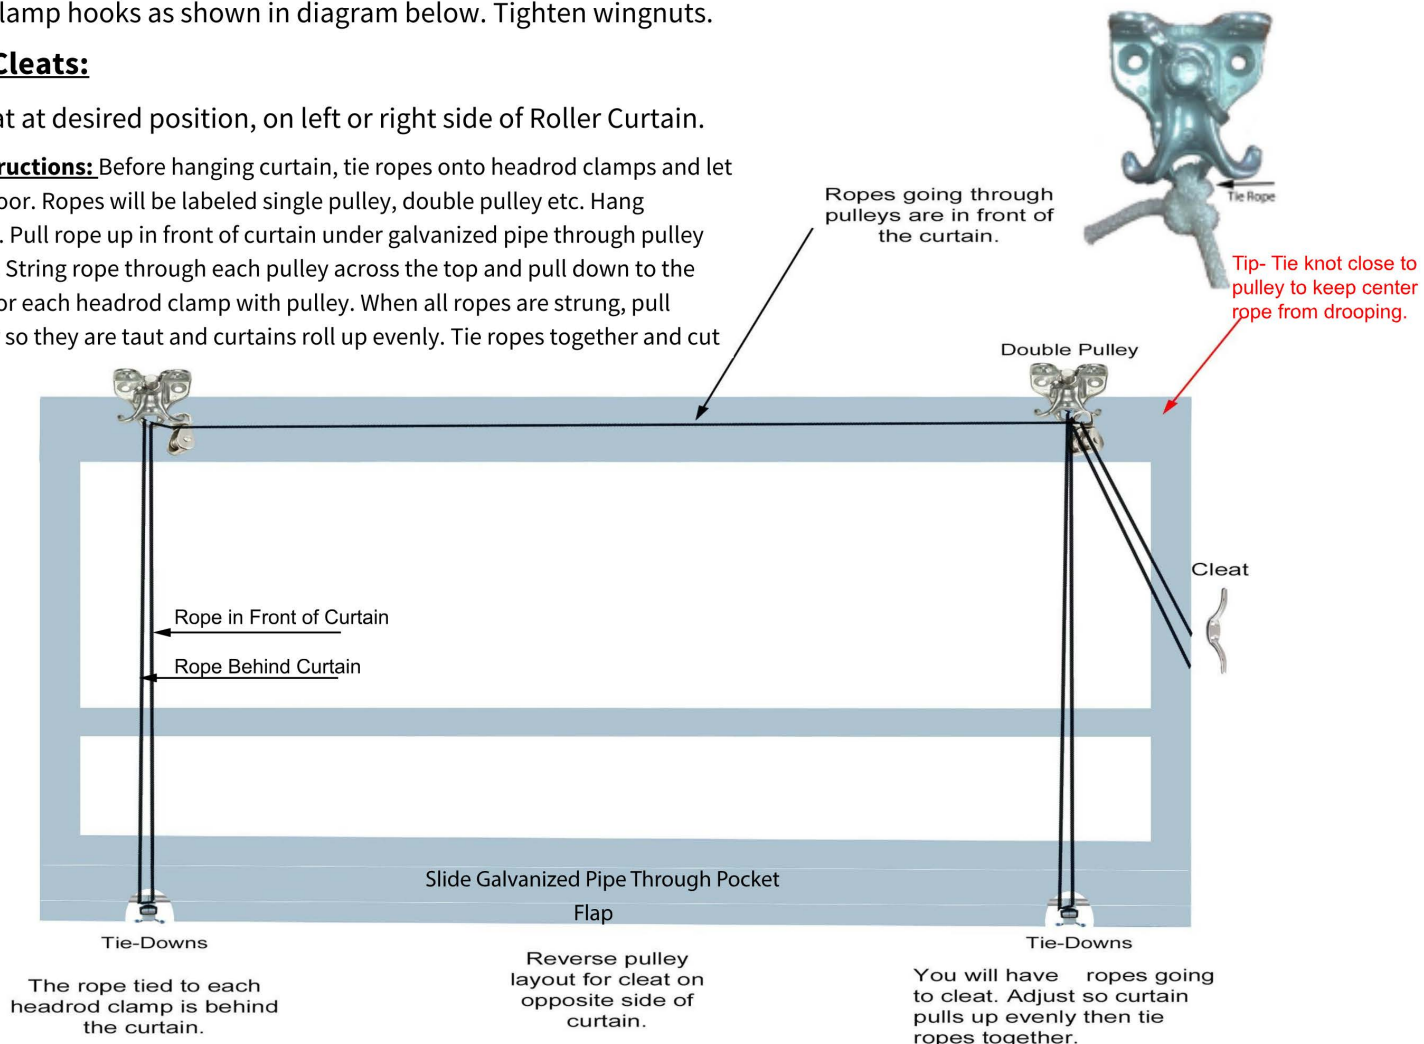 lamp hooks as shown in diagram below. Tighten wingnuts.
Cleats:
at at desired position, on left or right side of Roller Curtain.
ructions: Before hanging curtain, tie ropes onto headrod clamps and let
oor. Ropes will be labeled single pulley, double pulley etc. Hang
. Pull rope up in front of curtain under galvanized pipe through pulley
String rope through each pulley across the top and pull down to the
or each headrod clamp with pulley. When all ropes are strung, pull
so they are taut and curtains roll up evenly. Tie ropes together and cut
Ropes going through
pulleys are in front of
the curtain.
Tie Rope
Tip- Tie knot close to
pulley to keep center
rope from drooping.
Double Pulley
Cleat
Rope in Front of Curtain
Rope Behind Curtain
Slide Galvanized Pipe Through Pocket
Flap
Tie-Downs
Tie-Downs
The rope tied to each
headrod clamp is behind
the curtain.
Reverse pulley
layout for cleat on
opposite side of
curtain.
You will have ropes going
to cleat. Adjust so curtain
pulls up evenly then tie
ropes together.